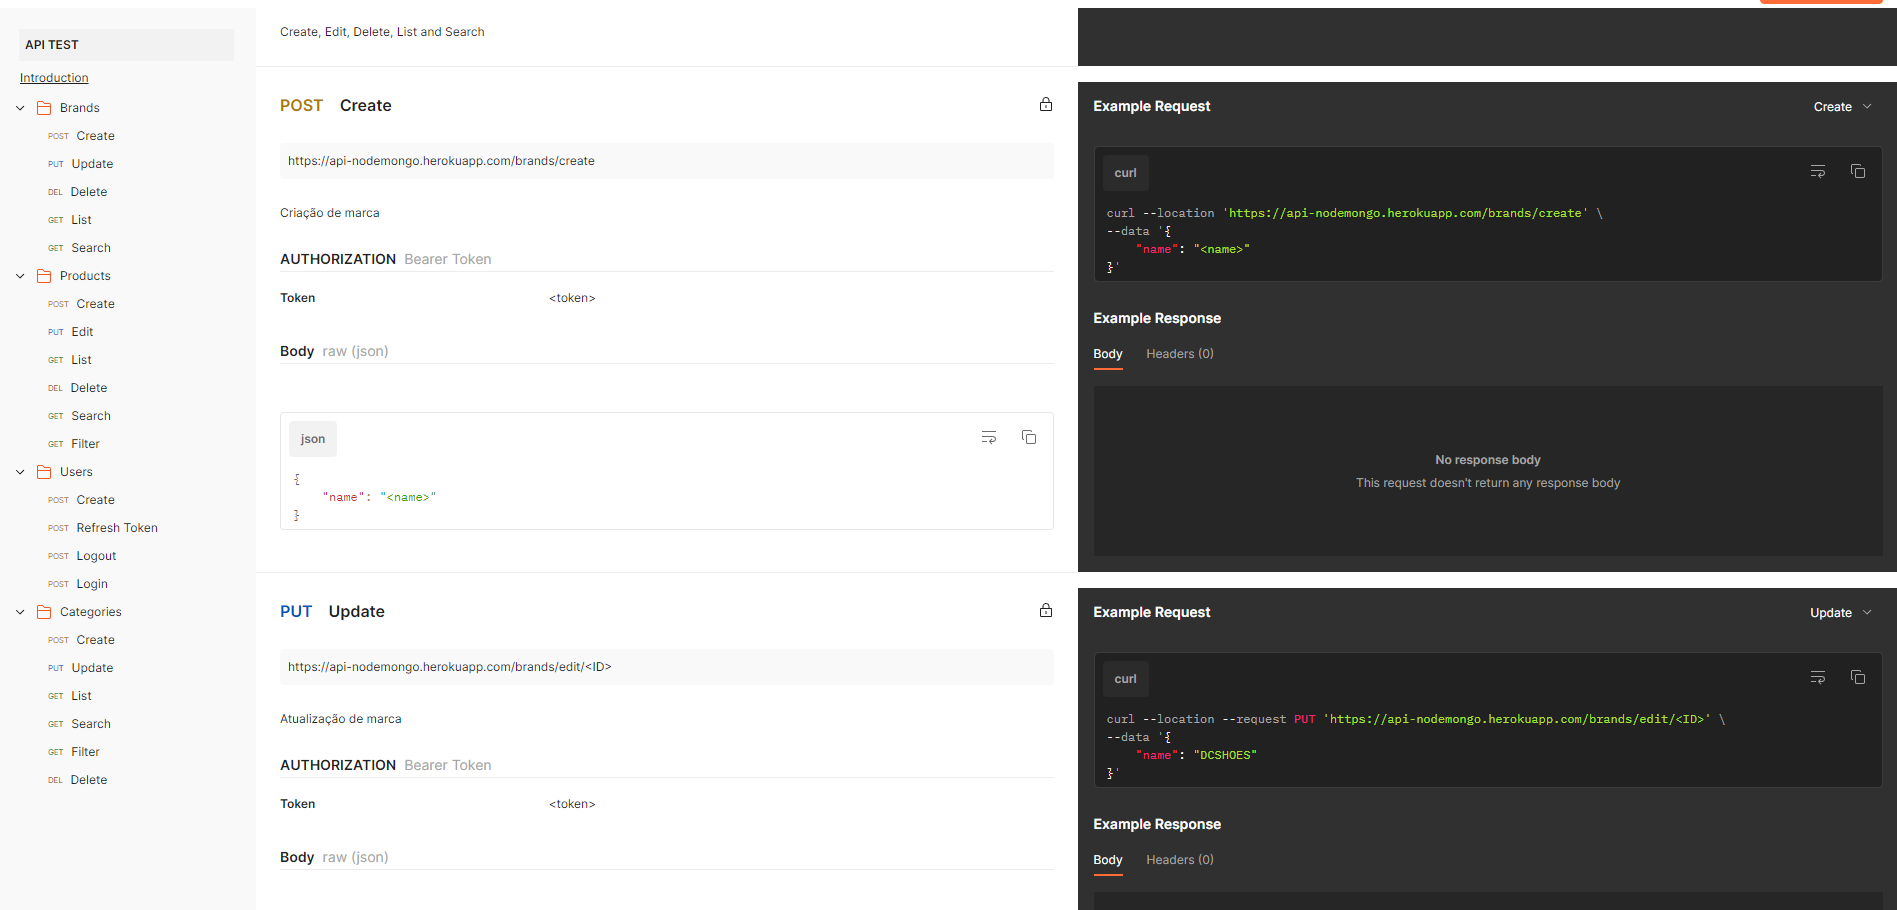 API TEST
Introduction
Brands
POST Create
PUT Update
DEL Delete
GET List
GET Search
Products
POST Create
PUT Edit
GET List
DEL Delete
GET Search
GET Filter
Users
POST Create
POST Refresh Token
POST Logout
POST Login
Categories
POST Create
PUT Update
GET List
GET Search
GET Filter
DEL Delete
Create, Edit, Delete, List and Search
POST Create
https://api-nodemongo.herokuapp.com/brands/create
Criação de marca
AUTHORIZATION Bearer Token
Token <token>
Body raw (json)
json
{
"name": "<name>"
}
PUT Update
https://api-nodemongo.herokuapp.com/brands/edit/<ID>
Atualização de marca
AUTHORIZATION Bearer Token
Token <token>
Body raw (json)
Example Request Create
curl
curl --location 'https://api-nodemongo.herokuapp.com/brands/create' \
--data '{
"name": "<name>"
}'
Example Response
Body Headers (0)
No response body
This request doesn't return any response body
Example Request Update
curl
curl --location --request PUT 'https://api-nodemongo.herokuapp.com/brands/edit/<ID>' \
--data '{
"name": "DCSHOES"
}'
Example Response
Body Headers (0)